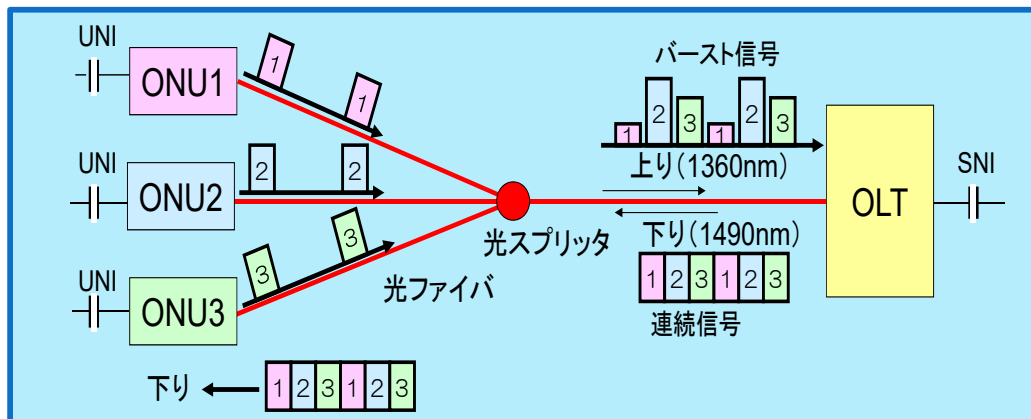 UNI
ONU1
1
1
バースト信号
1 2 3 1 2 3
上り(1360nm)
UNI
ONU2
2 2
光スプリッタ
下り(1490nm)
OLT
SNI
1 2 3 1 2 3
連続信号
UNI
ONU3
3
3
光ファイバ
下り
1 2 3 1 2 3